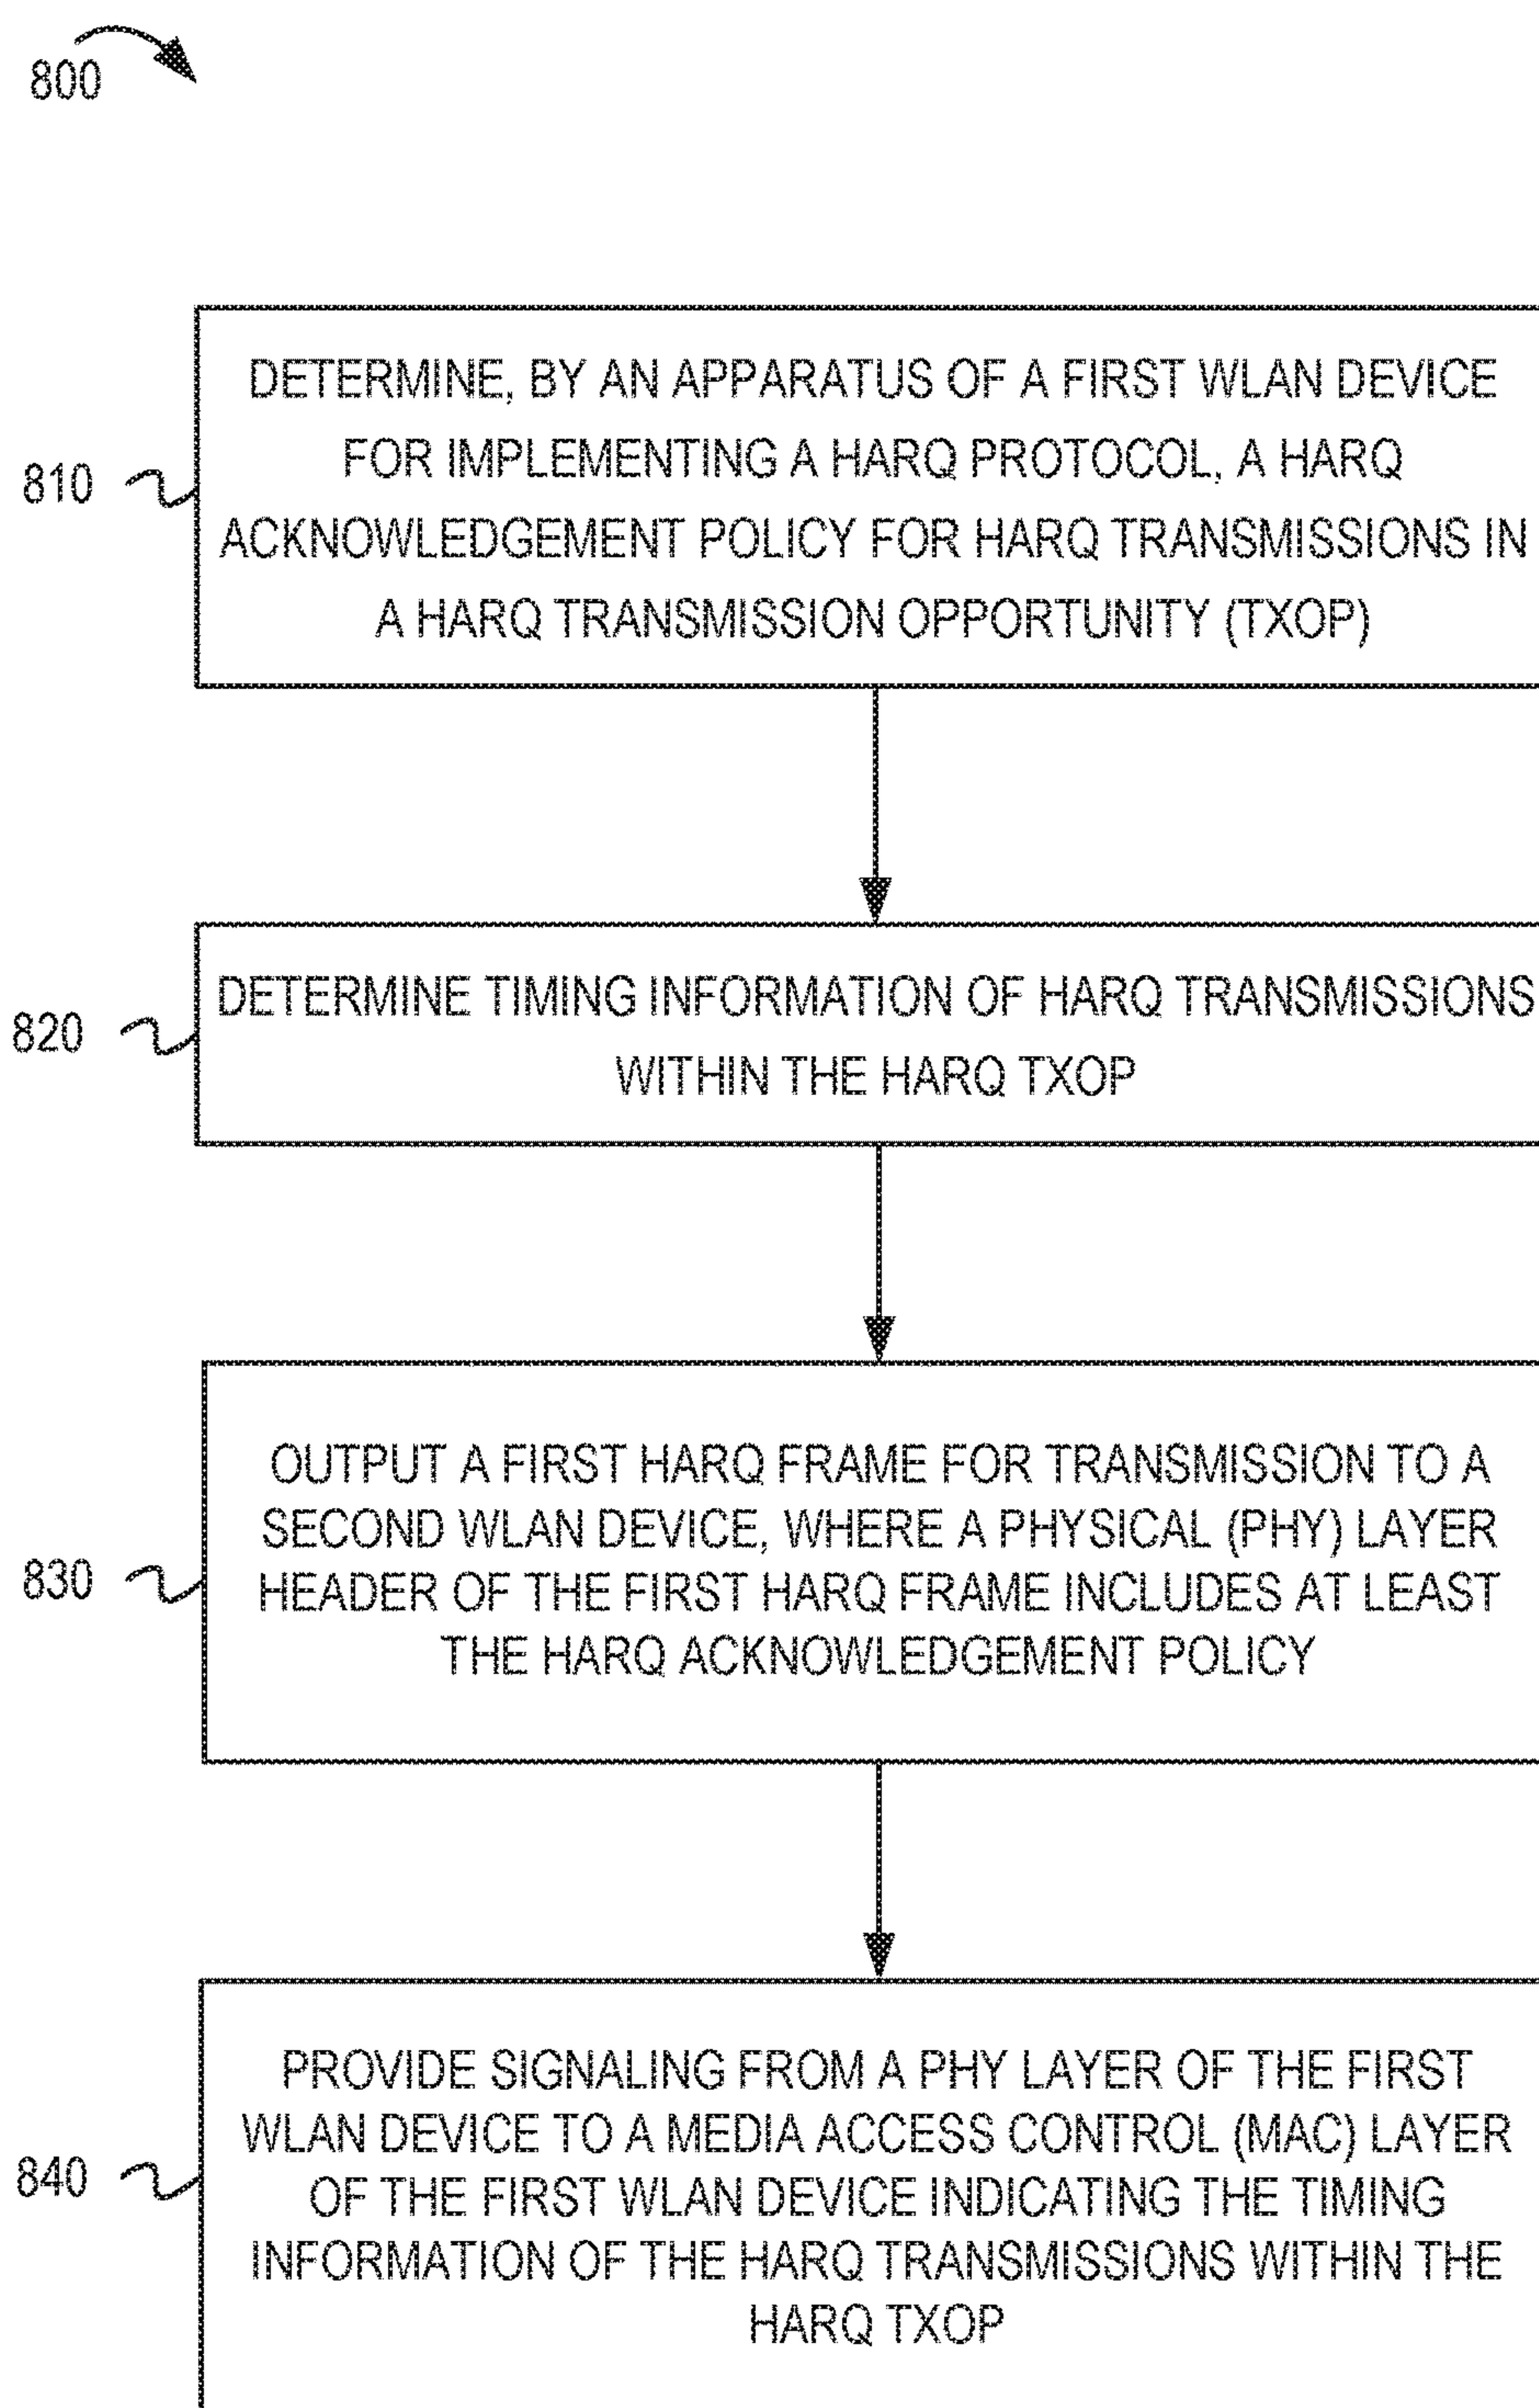 800
810
DETERMINE, BY AN APPARATUS OF A FIRST WLAN DEVICE
FOR IMPLEMENTING A HARQ PROTOCOL, A HARQ
ACKNOWLEDGEMENT POLICY FOR HARQ TRANSMISSIONS IN
A HARQ TRANSMISSION OPPORTUNITY (TXOP)
820
DETERMINE TIMING INFORMATION OF HARQ TRANSMISSIONS
WITHIN THE HARQ TXOP
830
OUTPUT A FIRST HARQ FRAME FOR TRANSMISSION TO A
SECOND WLAN DEVICE, WHERE A PHYSICAL (PHY) LAYER
HEADER OF THE FIRST HARQ FRAME INCLUDES AT LEAST
THE HARQ ACKNOWLEDGEMENT POLICY
840
PROVIDE SIGNALING FROM A PHY LAYER OF THE FIRST
WLAN DEVICE TO A MEDIA ACCESS CONTROL (MAC) LAYER
OF THE FIRST WLAN DEVICE INDICATING THE TIMING
INFORMATION OF THE HARQ TRANSMISSIONS WITHIN THE
HARQ TXOP